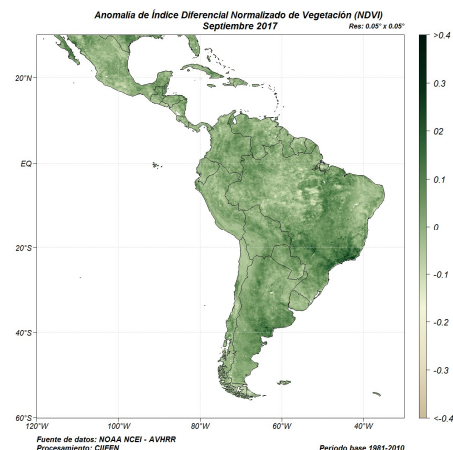 Anomalía de Índice Diferencial Normalizado de Vegetación (NDVI)
Septiembre 2017
Res: 0.05° x 0.05°
20°N
EQ
20°S
40°S
60°S
120°W
100°W
80°W
60°W
40°W
>0.4
0.3
02
0.1
0
-0.1
-0.2
-0.3
<-0.4
Fuente de datos: NOAA NCEI - AVHRR
Procesamiento: CIIFEN
Periodo base 1981-2010